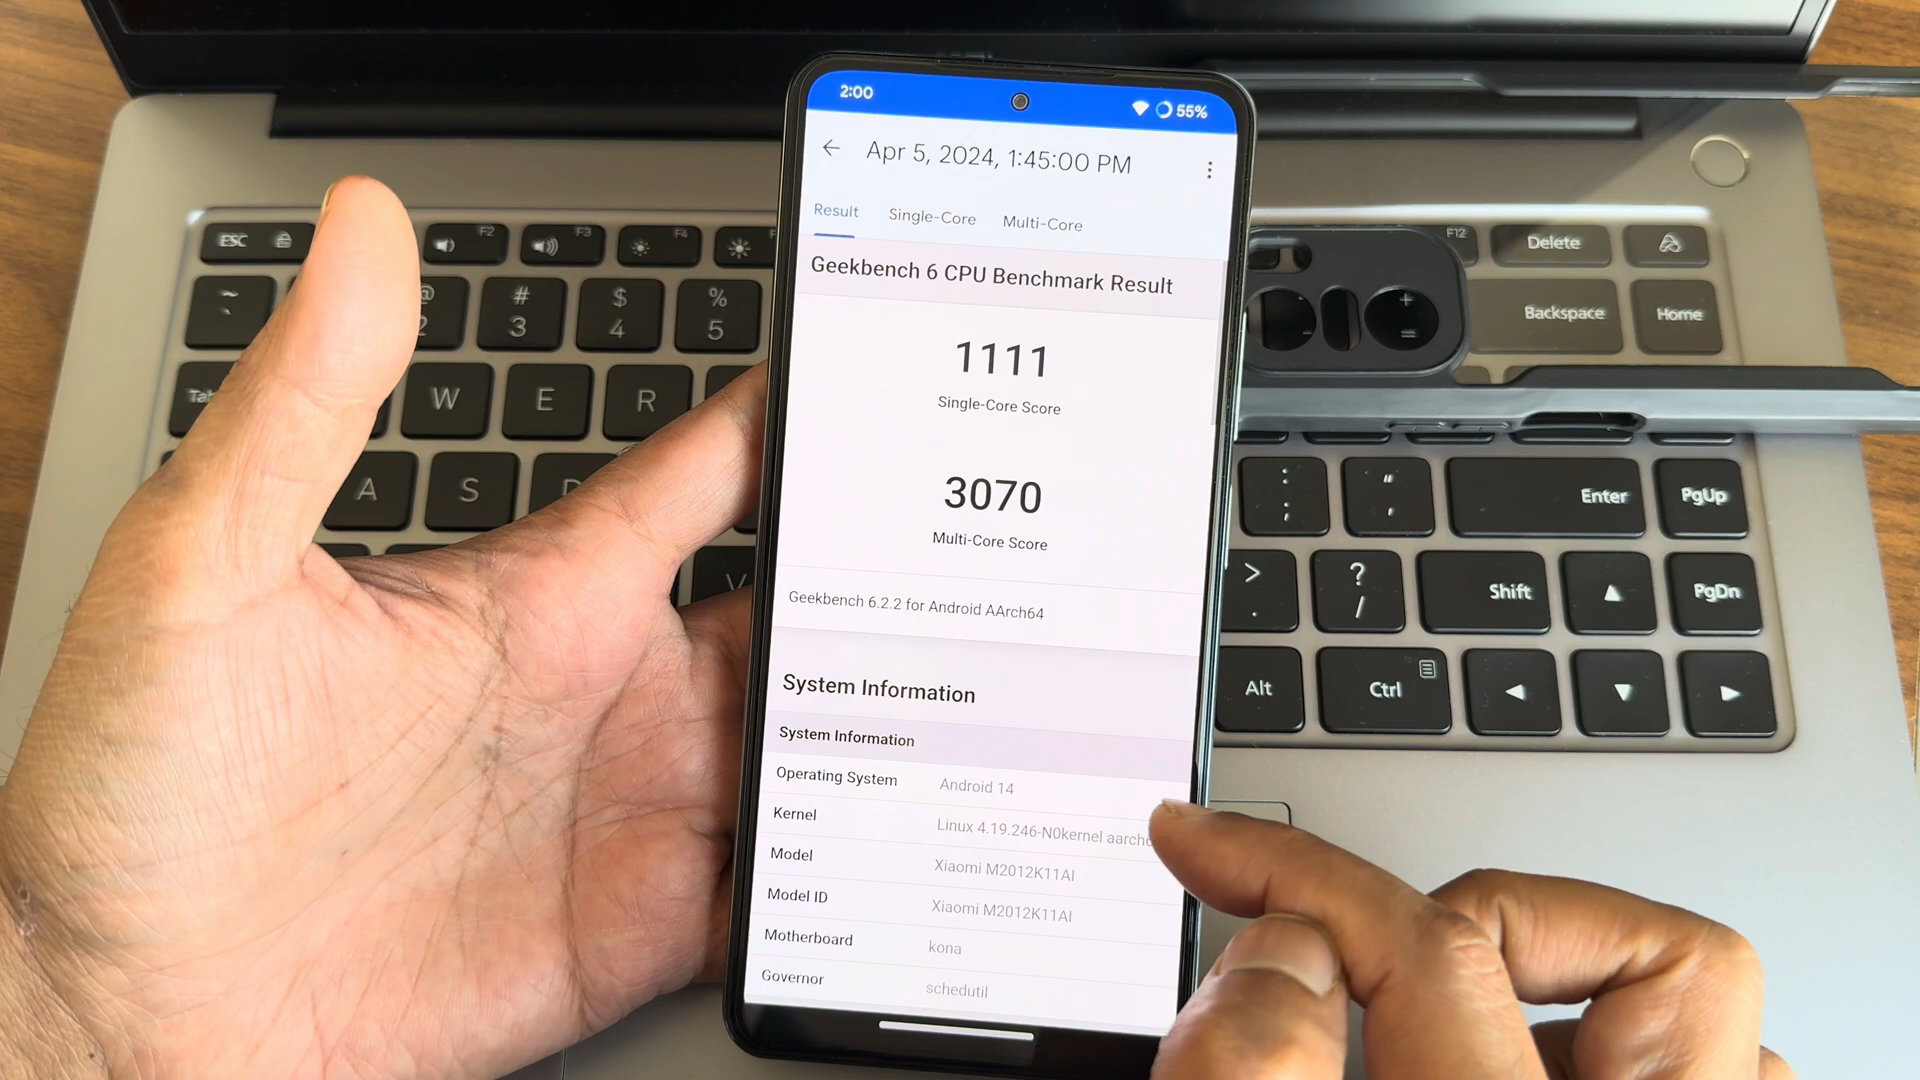 2:00 55%
Apr 5, 2024, 1:45:00 PM
Result Single-Core Multi-Core
Geekbench 6 CPU Benchmark Result
1111
Single-Core Score
3070
Multi-Core Score
Geekbench 6.2.2 for Android AArch64
System Information
System Information
Operating System Android 14
Kernel Linux 4.19.246-N0kernel
Model Xiaomi M2012K11AI
Model ID Xiaomi M2012K11AI
Motherboard kona
Governor schedutil
ESC F2 F3 F4 F12 Delete
~ @ # $ %
2 3 4 5 + = Backspace Home
W E R
A S : ; " ' Enter PgUp
V > . ? / Shift ▲ PgDn
Alt Ctrl ◀ ▼ ▶